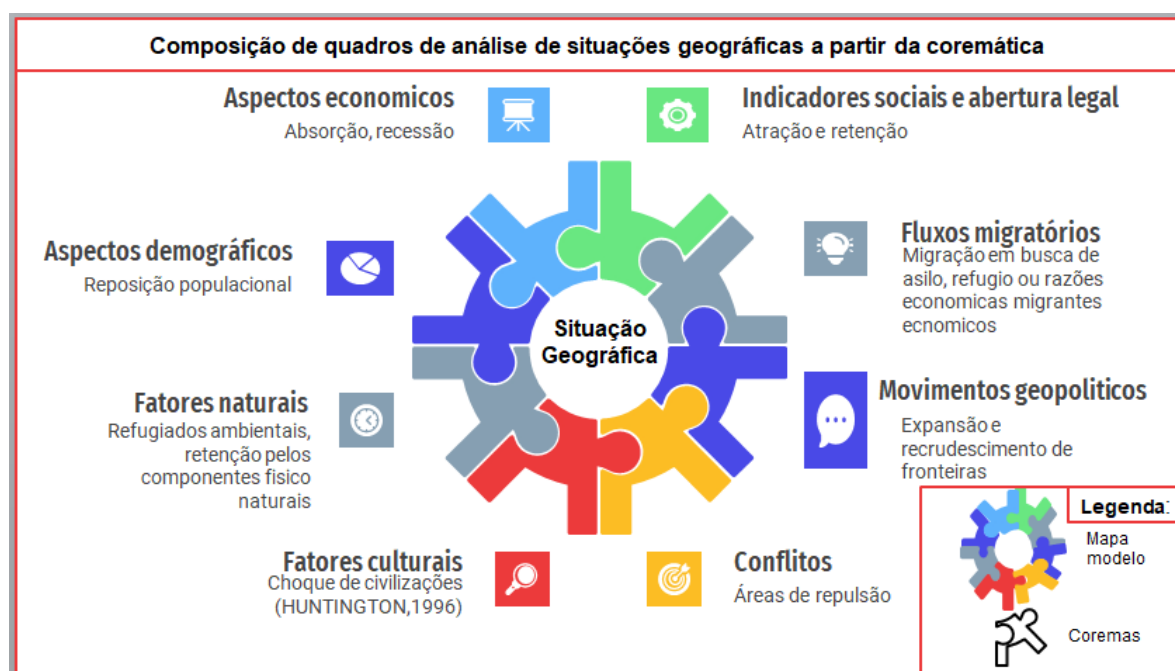 Composição de quadros de análise de situações geográficas a partir da coremática
Aspectos economicos
Absorção, recessão
Indicadores sociais e abertura legal
Atração e retenção
Aspectos demográficos
Reposição populacional
Fluxos migratórios
Migração em busca de
asilo, refugio ou razões
economicas migrantes
ecnomicos
Situação
Geográfica
Fatores naturais
Refugiados ambientais,
retenção pelos
componentes fisico
naturais
Movimentos geopoliticos
Expansão e
recrudescimento de
fronteiras
Fatores culturais
Choque de civilizações
(HUNTINGTON,1996)
Conflitos
Áreas de repulsão
Legenda:
Mapa
modelo
Coremas